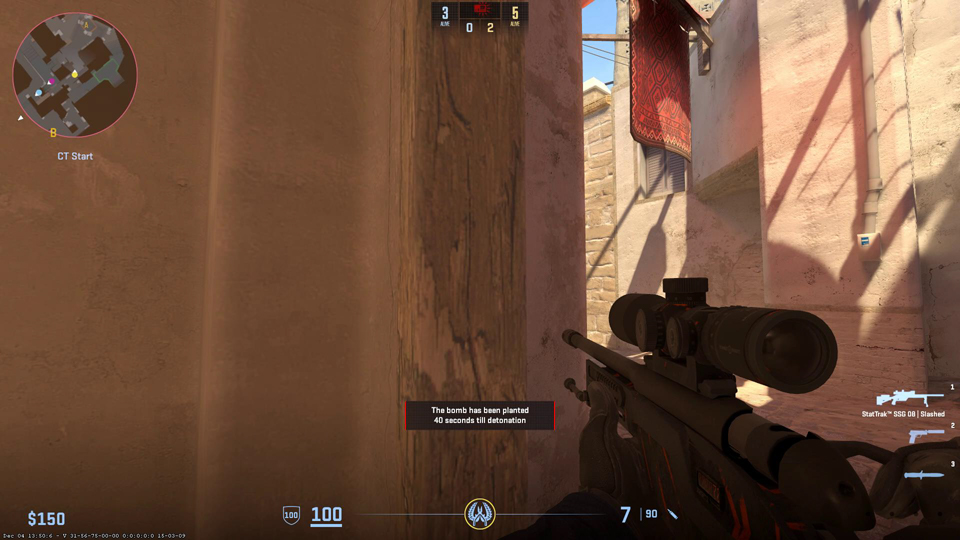 3
5
ALIVE
ALIVE
0
2
A
B
CT Start
The bomb has been planted
40 seconds till detonation
1
StatTrak™ SSG 08 | Slashed
2
3
$150
100
100
7 | 90